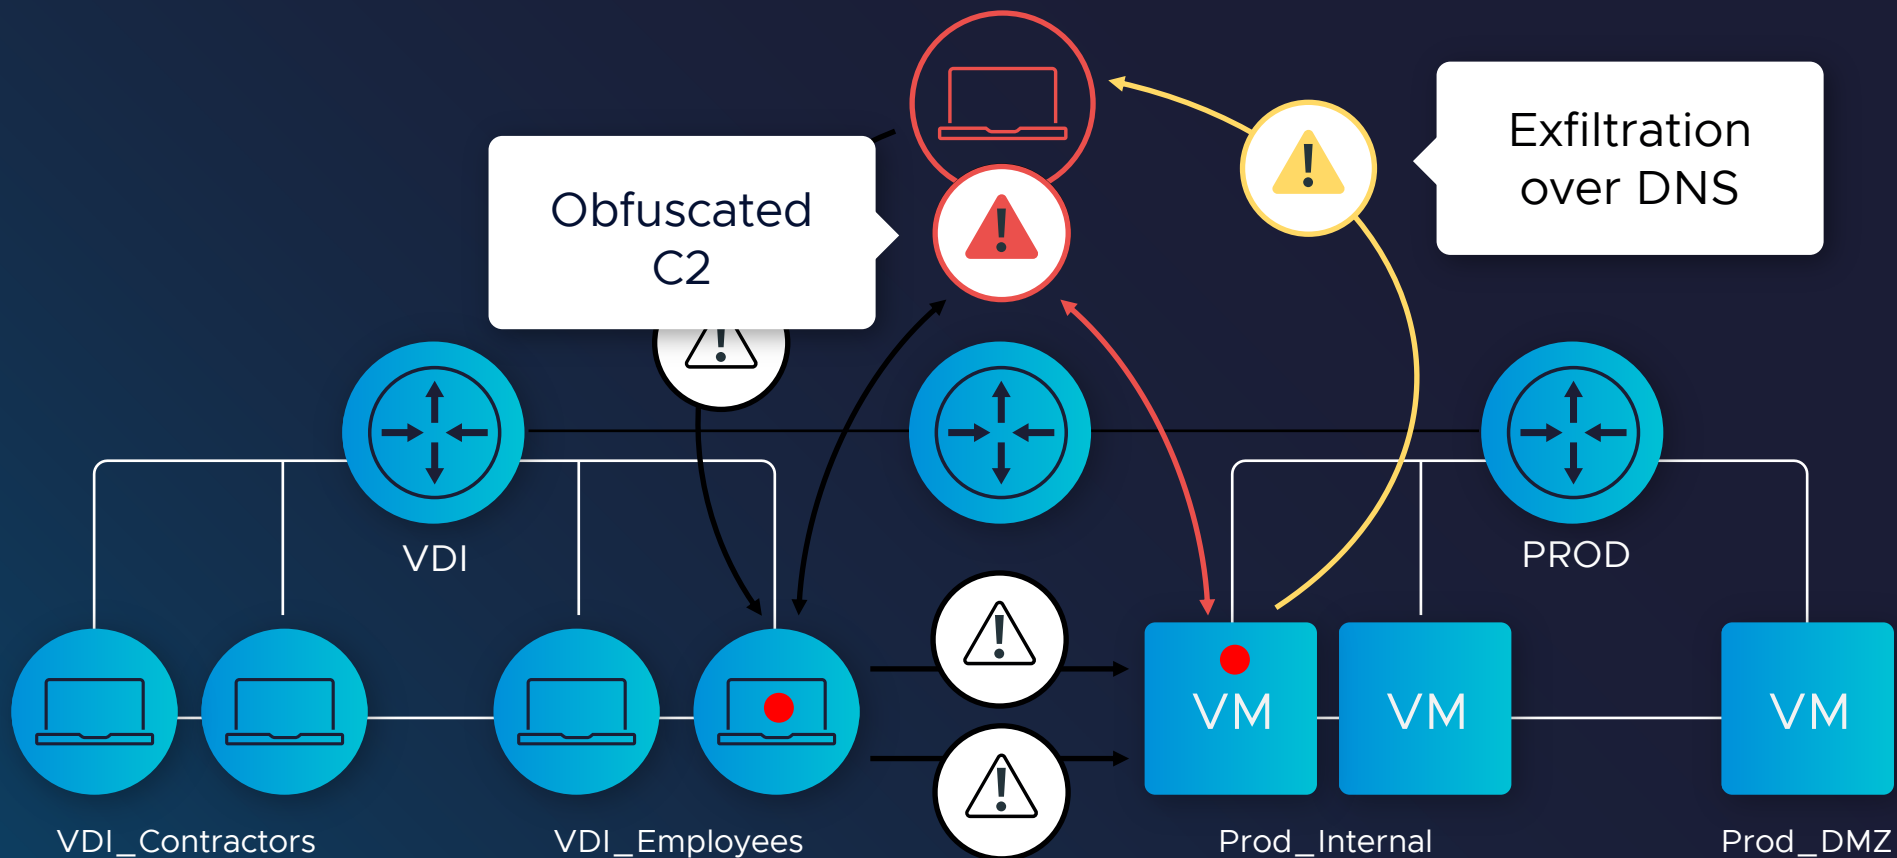 Exfiltration
over DNS
Obfuscated
C2
VDI
PROD
VM
VM
VM
VDI_Contractors
VDI_Employees
Prod_Internal
Prod_DMZ